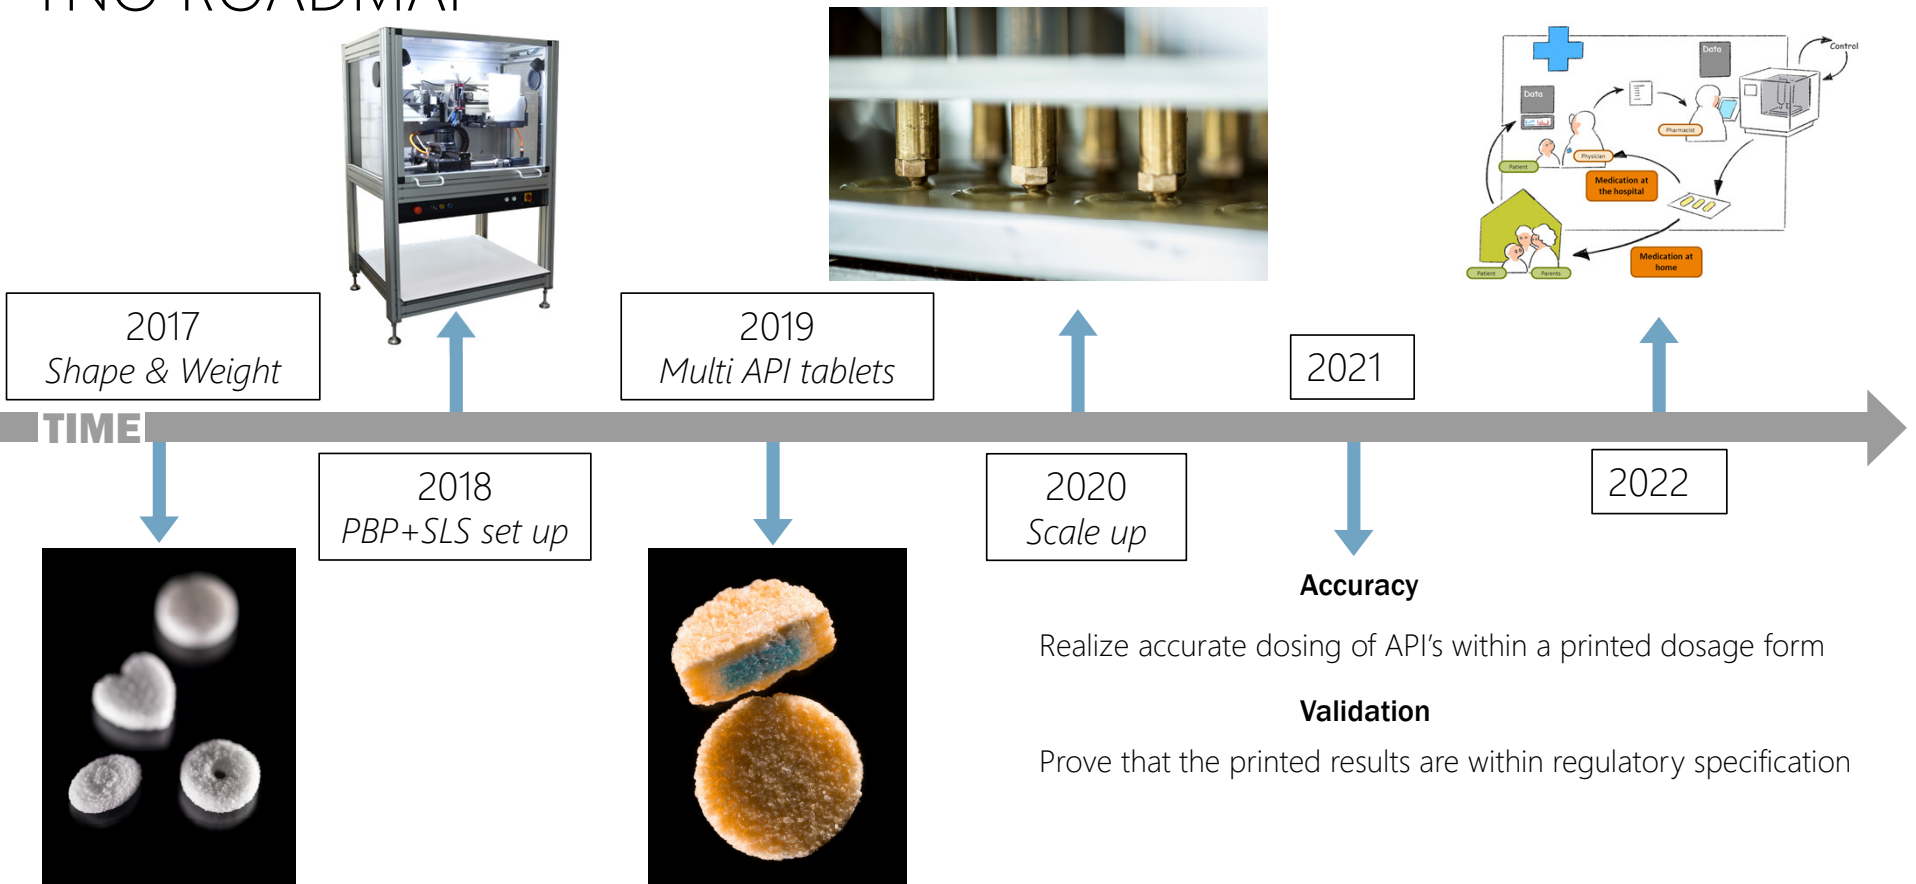 TNO ROADMAP
Control
Data
Data
Pharmacist
Physician
Patient
Medication at
the hospital
Medication at
home
Patient
Parents
2017
Shape & Weight
2019
Multi API tablets
2021
TIME
2018
PBP+SLS set up
2020
Scale up
2022
Accuracy
Realize accurate dosing of API's within a printed dosage form
Validation
Prove that the printed results are within regulatory specification